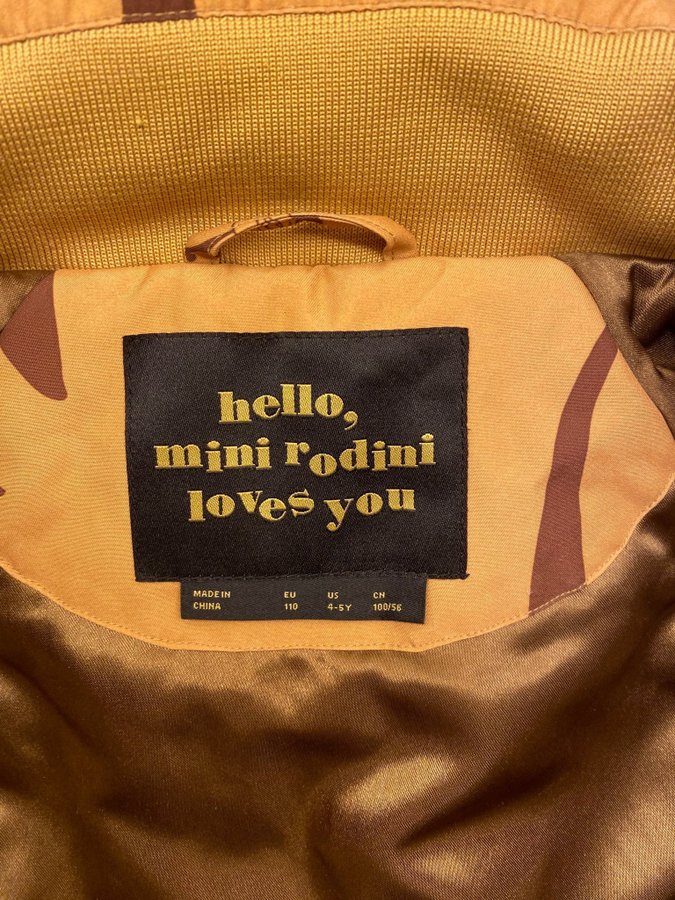 hello,
mini rodini
loves you
MADE IN CHINA
EU 110
US 4-5Y
CN 100/56